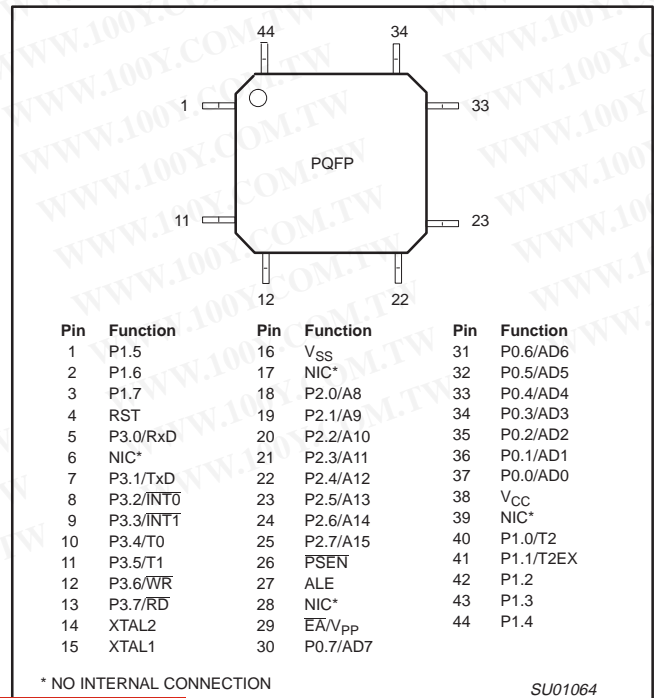 44 34
1 33
PQFP
11 23
12 22
Pin Function Pin Function Pin Function
1 P1.5 16 VSS 31 P0.6/AD6
2 P1.6 17 NIC* 32 P0.5/AD5
3 P1.7 18 P2.0/A8 33 P0.4/AD4
4 RST 19 P2.1/A9 34 P0.3/AD3
5 P3.0/RxD 20 P2.2/A10 35 P0.2/AD2
6 NIC* 21 P2.3/A11 36 P0.1/AD1
7 P3.1/TxD 22 P2.4/A12 37 P0.0/AD0
8 P3.2/INT0 23 P2.5/A13 38 VCC
9 P3.3/INT1 24 P2.6/A14 39 NIC*
10 P3.4/T0 25 P2.7/A15 40 P1.0/T2
11 P3.5/T1 26 PSEN 41 P1.1/T2EX
12 P3.6/WR 27 ALE 42 P1.2
13 P3.7/RD 28 NIC* 43 P1.3
14 XTAL2 29 EA/VPP 44 P1.4
15 XTAL1 30 P0.7/AD7
* NO INTERNAL CONNECTION
SU01064
WWW.100Y.COM.TW